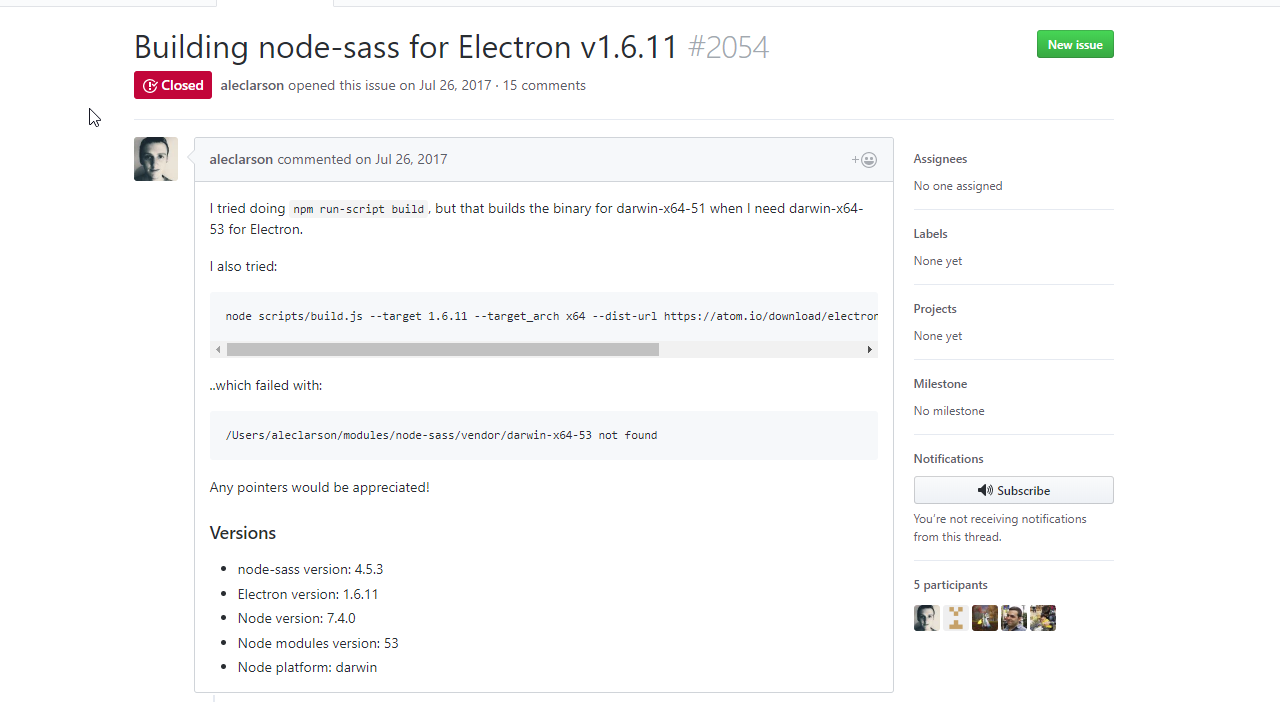 Building node-sass for Electron v1.6.11 #2054
New issue
Closed
aleclarson opened this issue on Jul 26, 2017 · 15 comments
aleclarson commented on Jul 26, 2017
I tried doing npm run-script build, but that builds the binary for darwin-x64-51 when I need darwin-x64-
53 for Electron.
I also tried:
node scripts/build.js --target 1.6.11 --target_arch x64 --dist-url https://atom.io/download/electron
..which failed with:
/Users/aleclarson/modules/node-sass/vendor/darwin-x64-53 not found
Any pointers would be appreciated!
Versions
node-sass version: 4.5.3
Electron version: 1.6.11
Node version: 7.4.0
Node modules version: 53
Node platform: darwin
Assignees
No one assigned
Labels
None yet
Projects
None yet
Milestone
No milestone
Notifications
Subscribe
You're not receiving notifications
from this thread.
5 participants